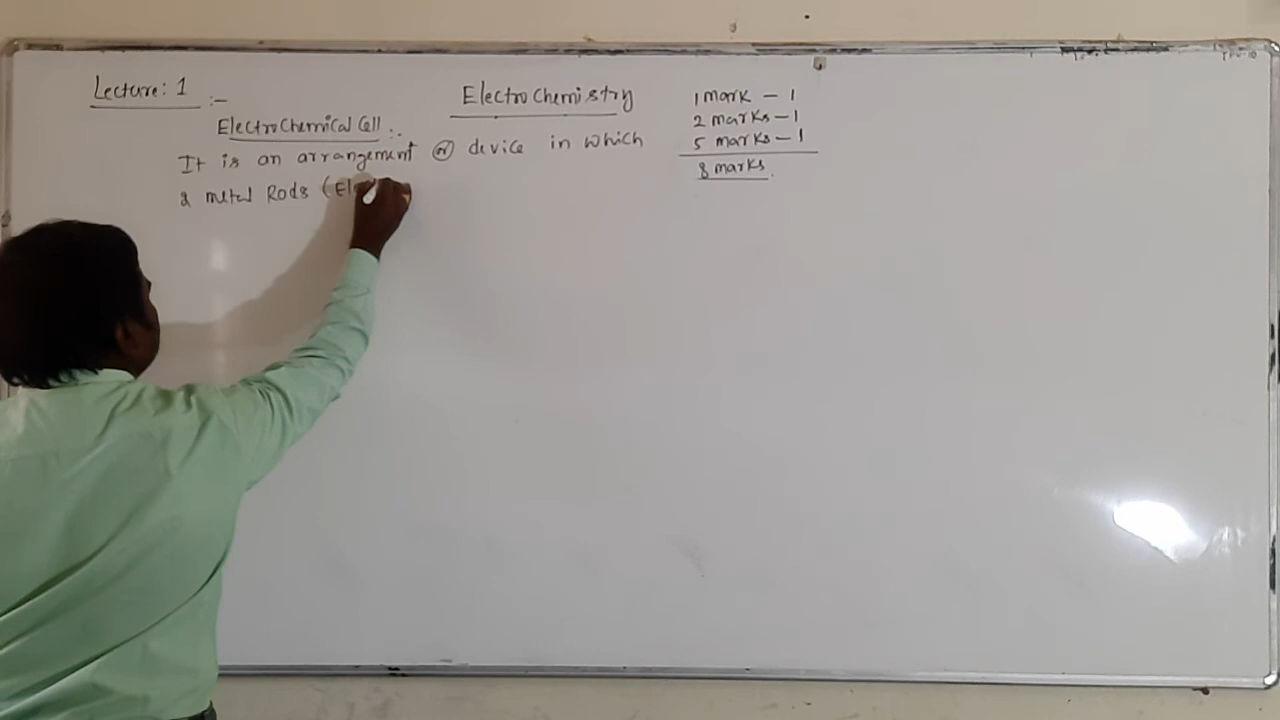 Lecture: 1 :-
ElectroChemistry
ElectroChemical Cell :-
It is an arrangement or device in which
2 metal Rods (El
1 mark - 1
2 marks - 1
5 marks - 1
8 marks.